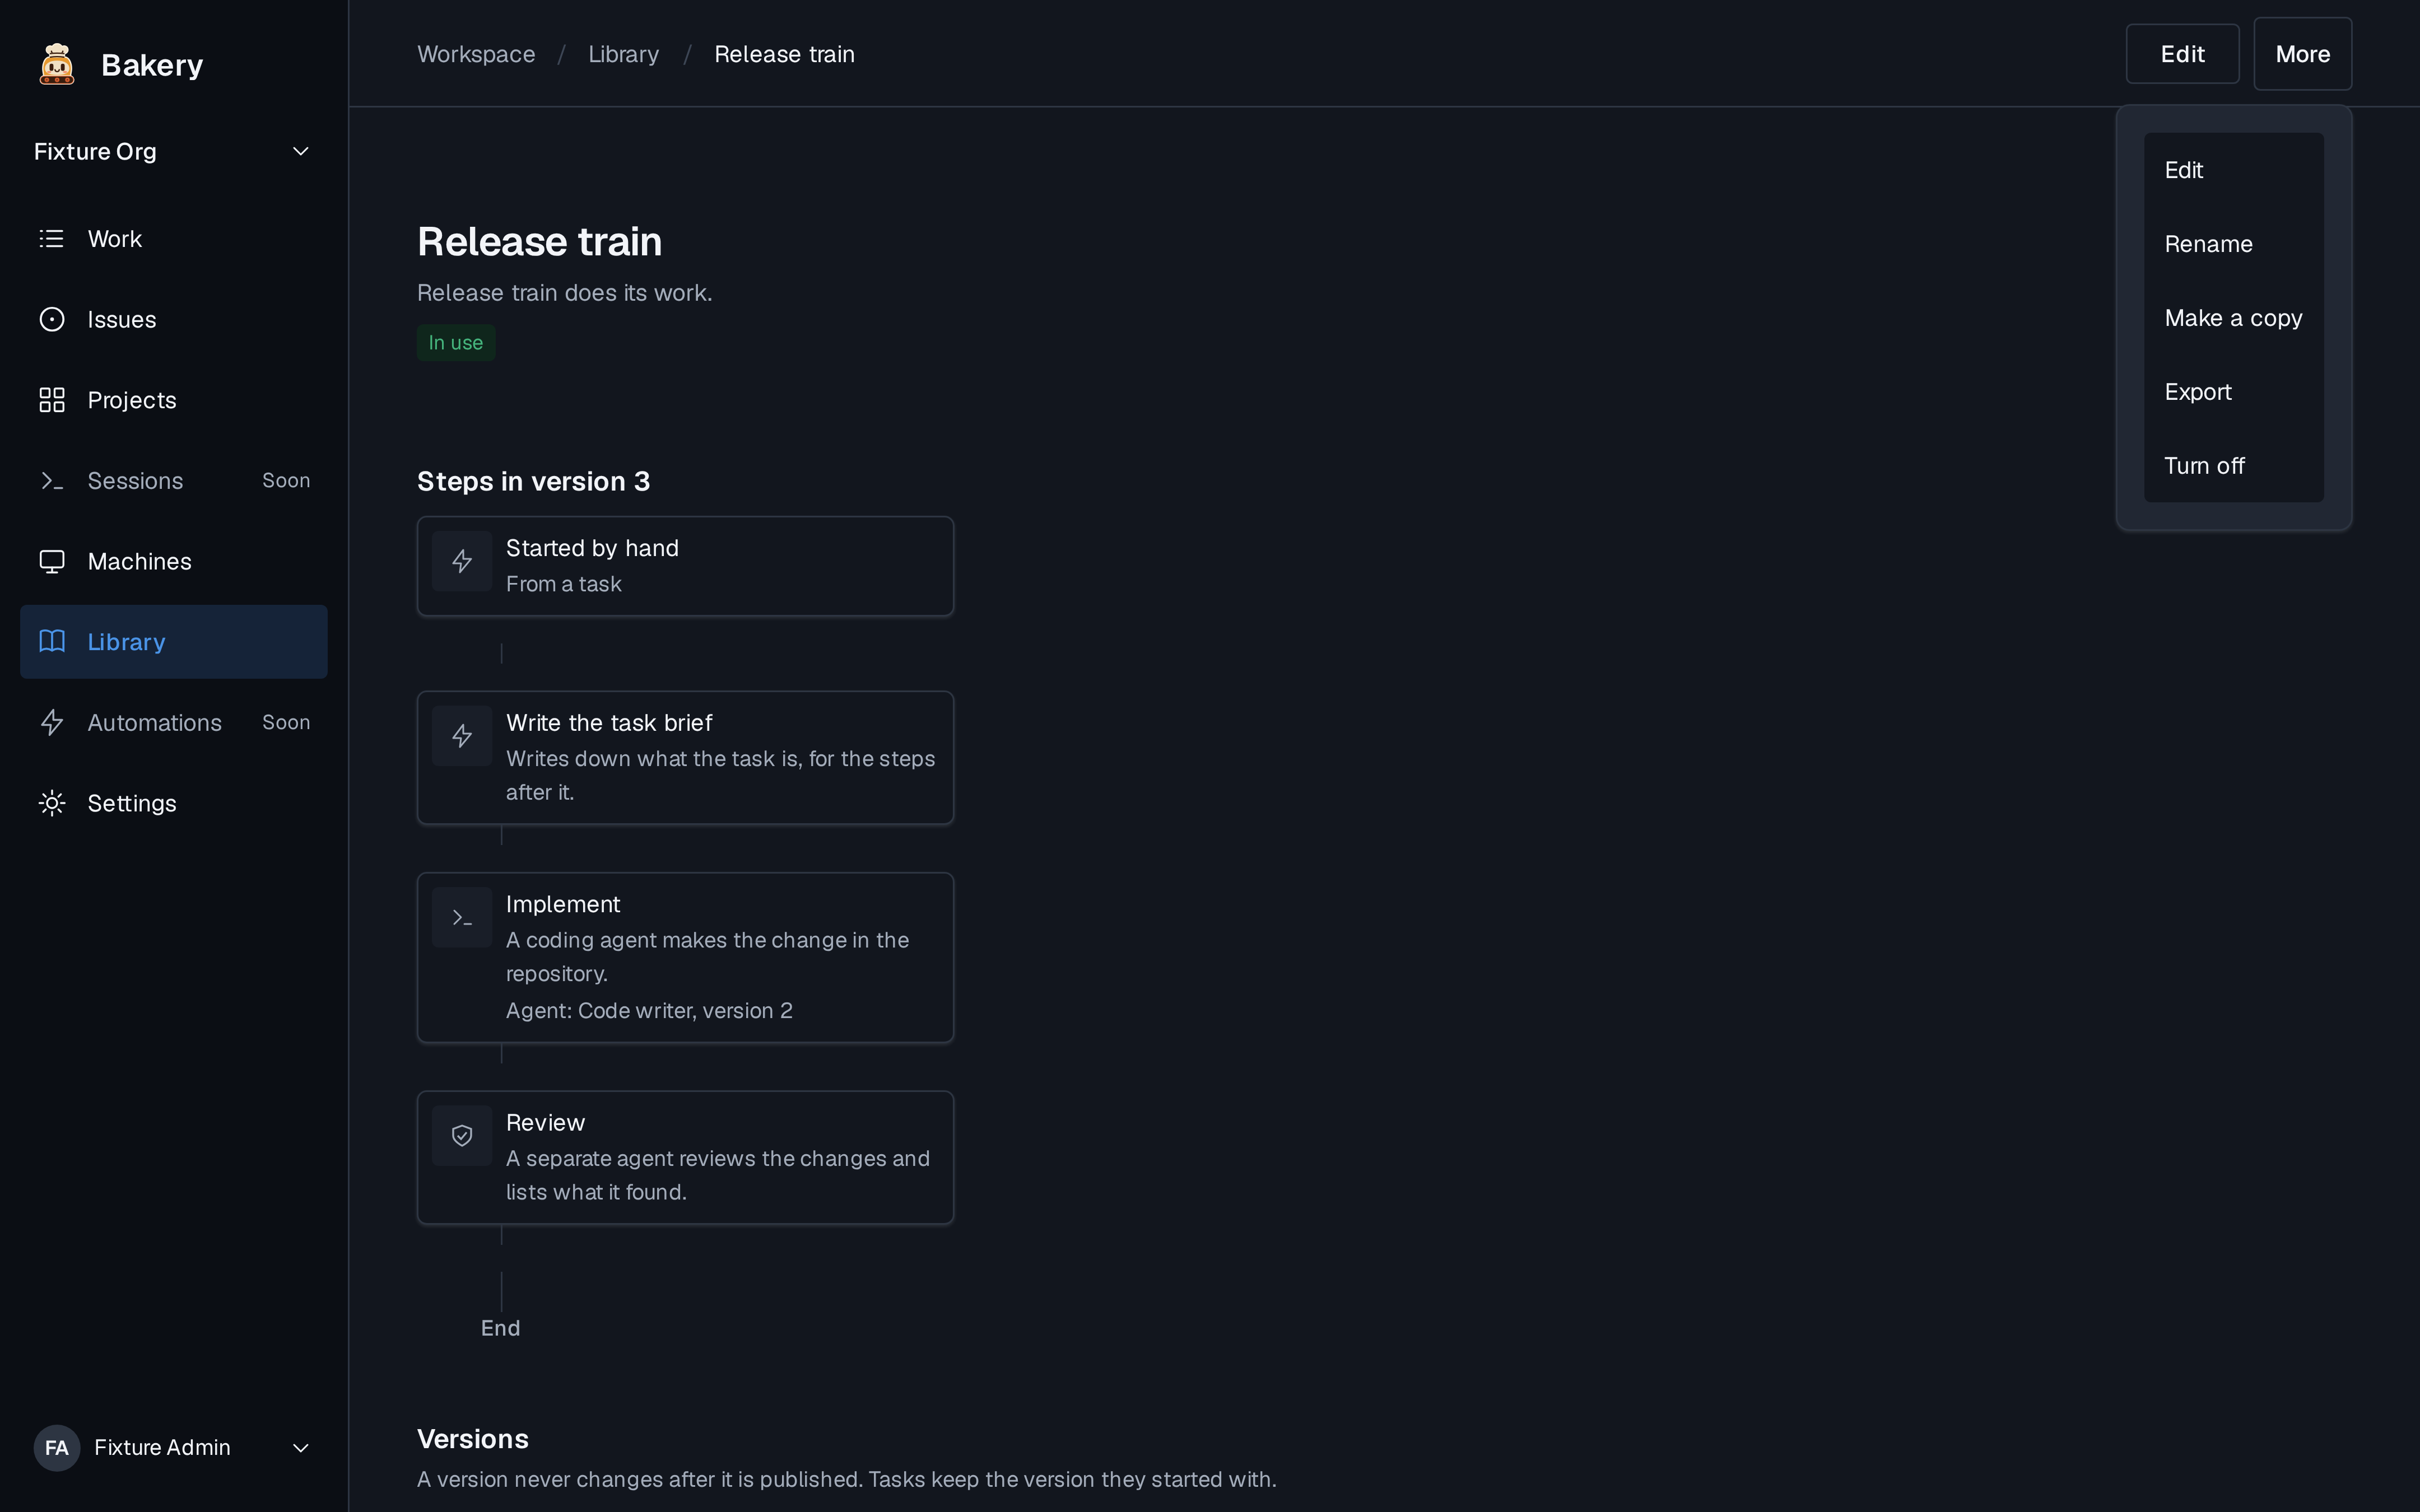 Bakery
Fixture Org
Work
Issues
Projects
Sessions Soon
Machines
Library
Automations Soon
Settings
FA Fixture Admin
Workspace / Library / Release train
Edit More
Edit
Rename
Make a copy
Export
Turn off
Release train
Release train does its work.
In use
Steps in version 3
Started by hand
From a task
Write the task brief
Writes down what the task is, for the steps
after it.
Implement
A coding agent makes the change in the
repository.
Agent: Code writer, version 2
Review
A separate agent reviews the changes and
lists what it found.
End
Versions
A version never changes after it is published. Tasks keep the version they started with.